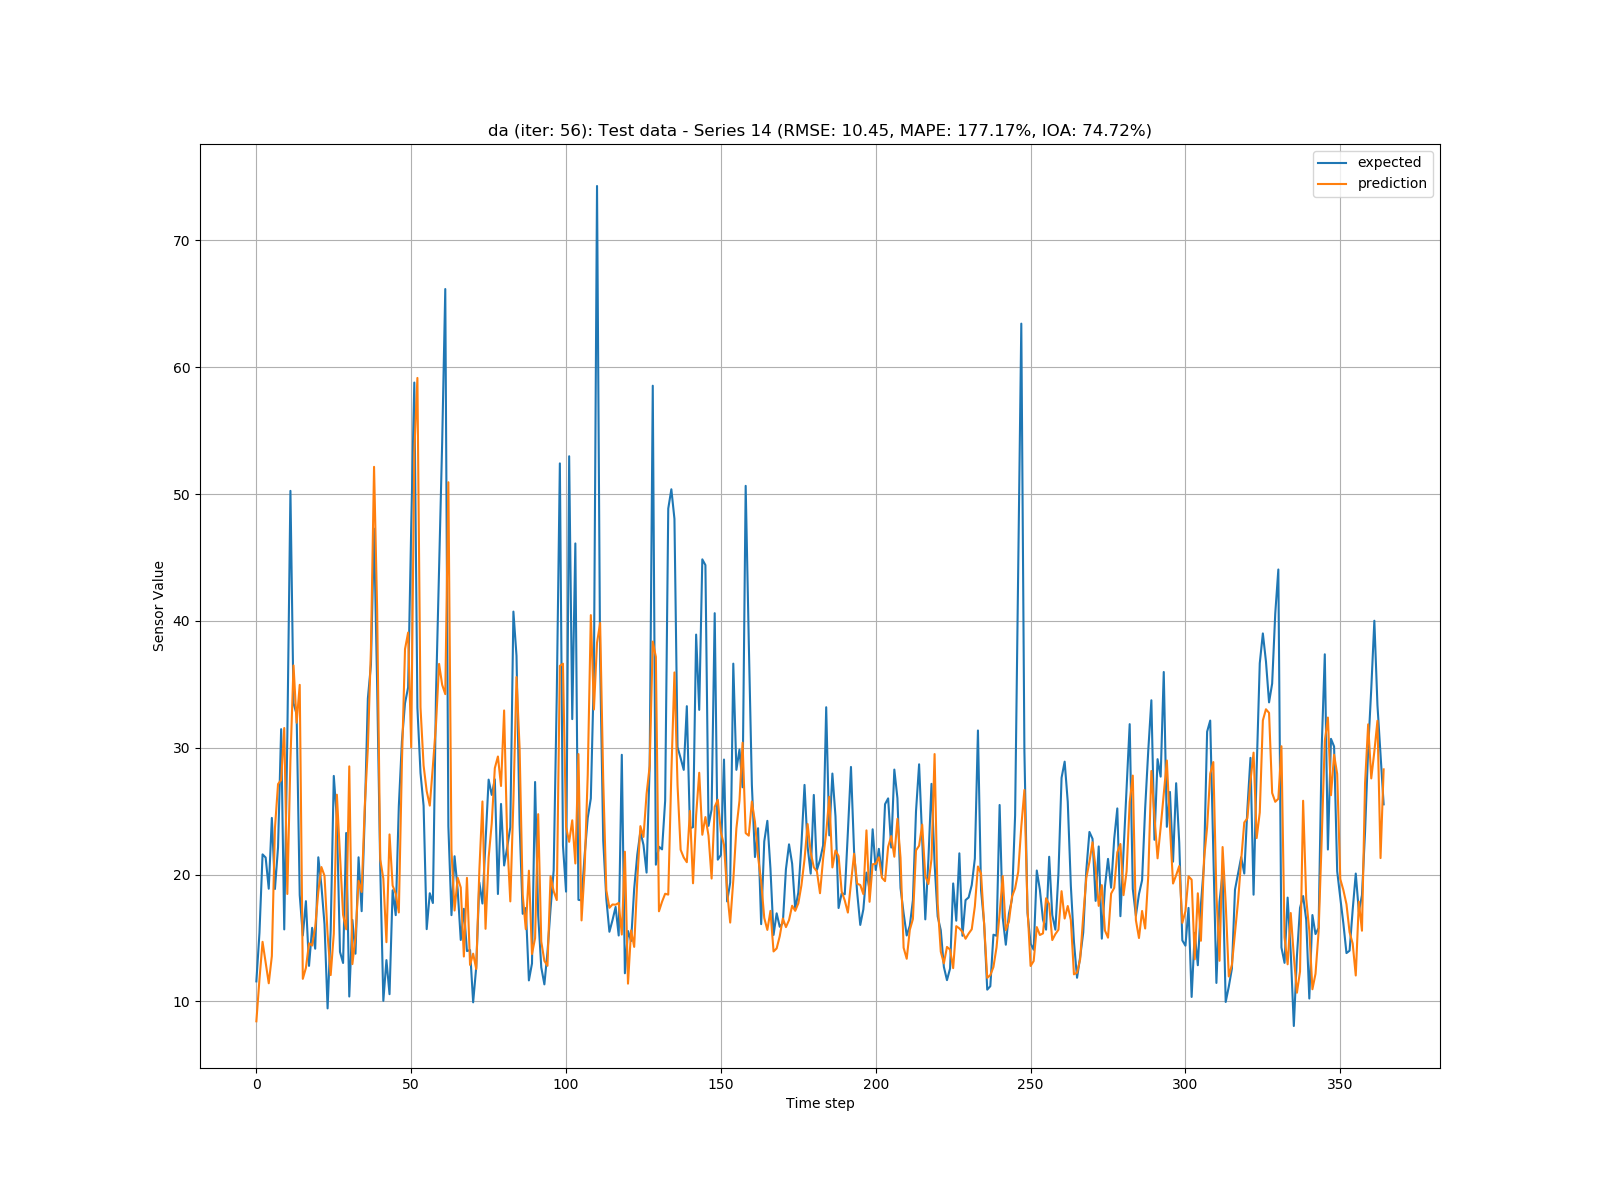 da (iter: 56): Test data - Series 14 (RMSE: 10.45, MAPE: 177.17%, IOA: 74.72%)
expected
prediction
70
60
50
40
30
20
10
Sensor Value
0 50 100 150 200 250 300 350
Time step